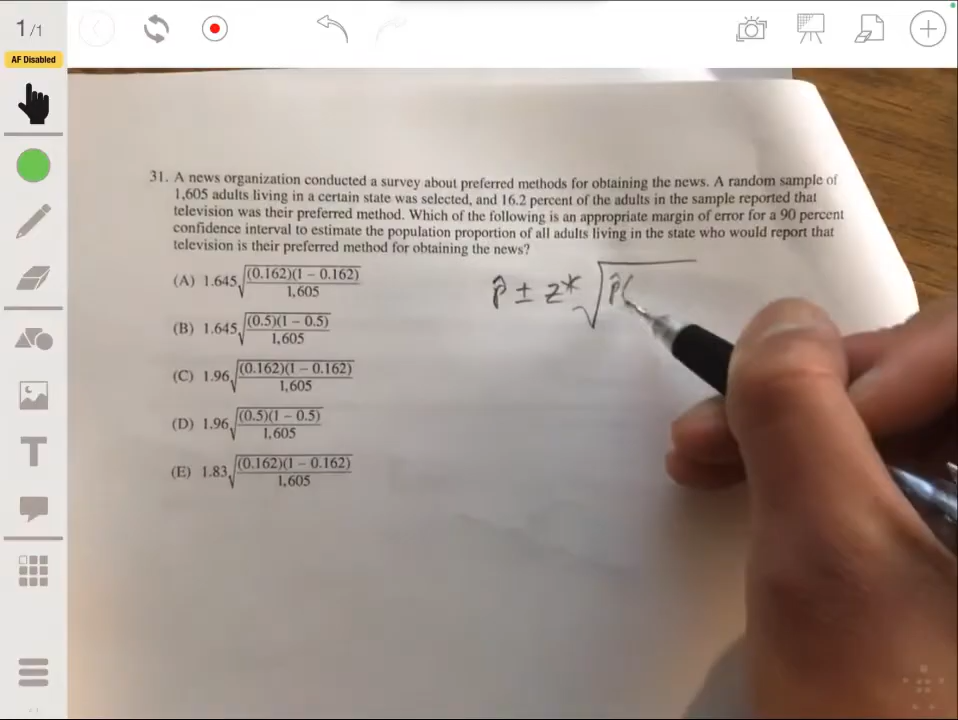 1/1
AF Disabled
31. A news organization conducted a survey about preferred methods for obtaining the news. A random sample of
1,605 adults living in a certain state was selected, and 16.2 percent of the adults in the sample reported that
television was their preferred method. Which of the following is an appropriate margin of error for a 90 percent
confidence interval to estimate the population proportion of all adults living in the state who would report that
television is their preferred method for obtaining the news?
(A) 1.645√((0.162)(1 − 0.162)/1,605)
p̂ ± z* √p̂(
(B) 1.645√((0.5)(1 − 0.5)/1,605)
(C) 1.96√((0.162)(1 − 0.162)/1,605)
(D) 1.96√((0.5)(1 − 0.5)/1,605)
(E) 1.83√((0.162)(1 − 0.162)/1,605)
T